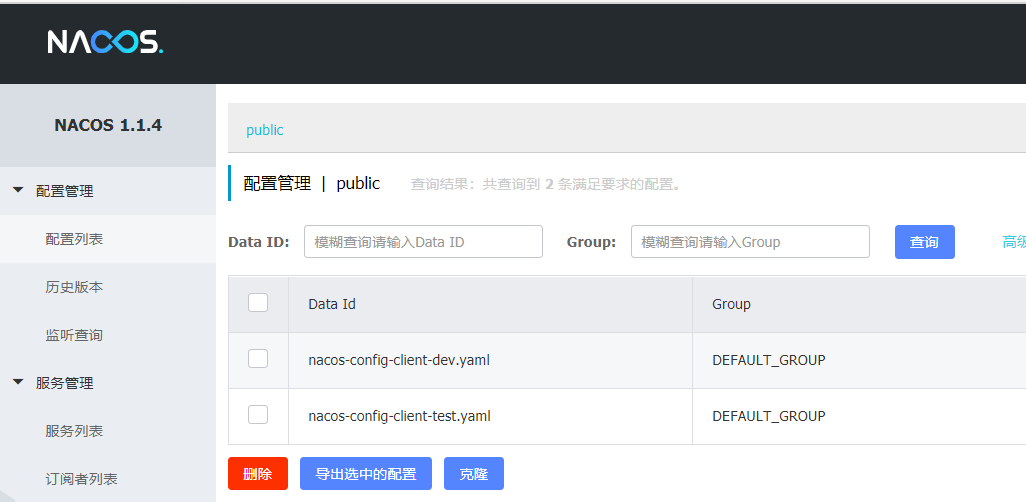 NACOS.
NACOS 1.1.4
配置管理
配置列表
历史版本
监听查询
服务管理
服务列表
订阅者列表
public
配置管理 | public 查询结果：共查询到 2 条满足要求的配置。
Data ID: 模糊查询请输入Data ID Group: 模糊查询请输入Group 查询 高级
Data Id Group
nacos-config-client-dev.yaml DEFAULT_GROUP
nacos-config-client-test.yaml DEFAULT_GROUP
删除 导出选中的配置 克隆